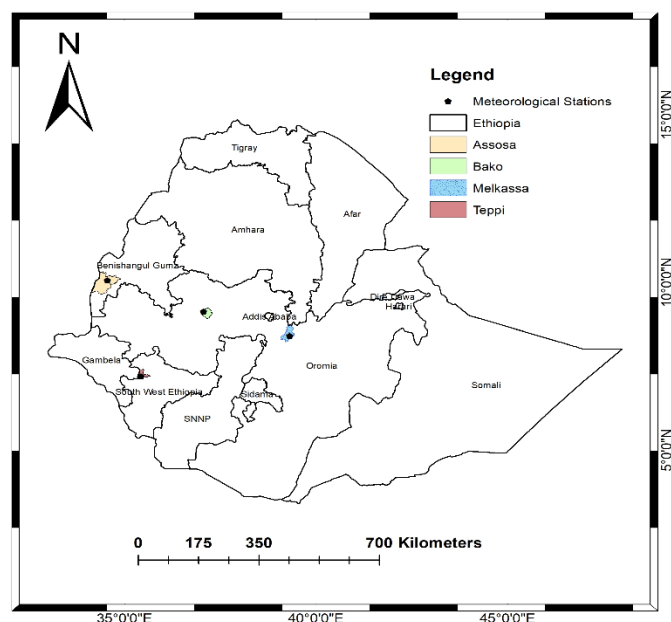 N
Legend
Meteorological Stations
Ethiopia
Assosa
Bako
Melkassa
Teppi
Tigray
Afar
Amhara
Benishangul Gumz
Dire Dawa
Harari
Addis Ababa
Gambela
Oromia
South West Ethiopia
Sidama
Somali
SNNP
0 175 350 700 Kilometers
15°0'0"N
10°0'0"N
5°0'0"N
35°0'0"E 40°0'0"E 45°0'0"E